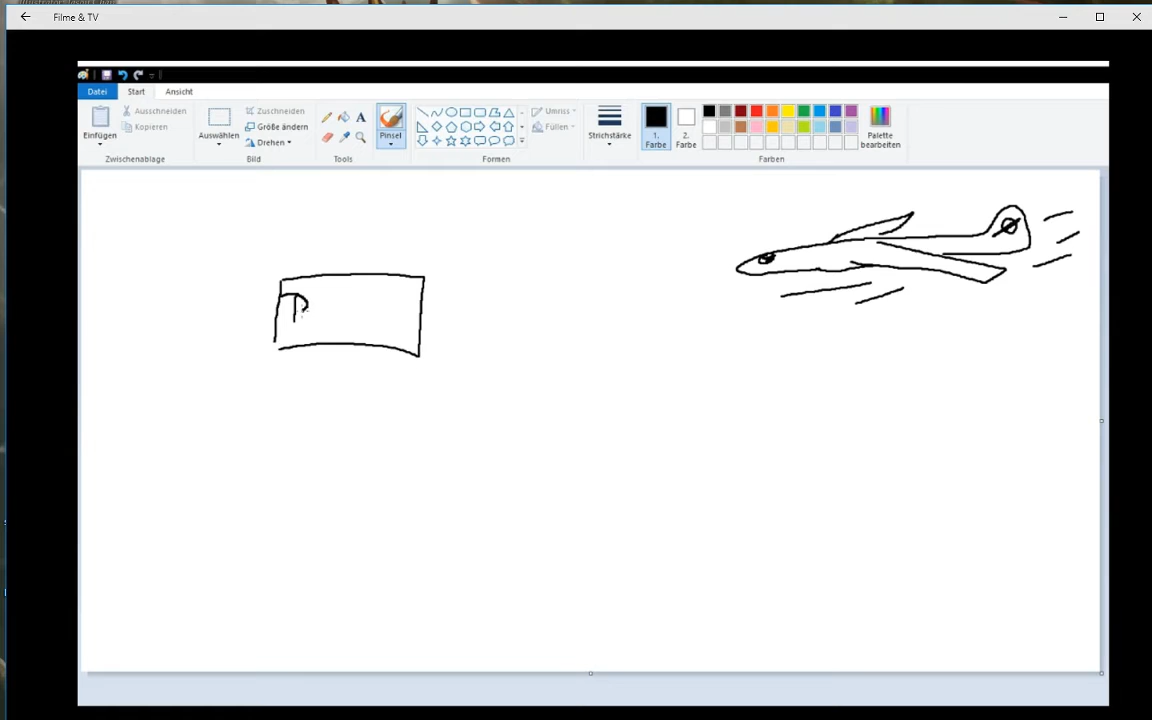 Filme & TV
Datei Start Ansicht
Einfügen
Ausschneiden
Kopieren
Zwischenablage
Auswählen
Zuschneiden
Größe ändern
Drehen
Bild
A
Tools
Pinsel
Umriss
Füllen
Formen
Strichstärke
1. Farbe
2. Farbe
Palette bearbeiten
Farben